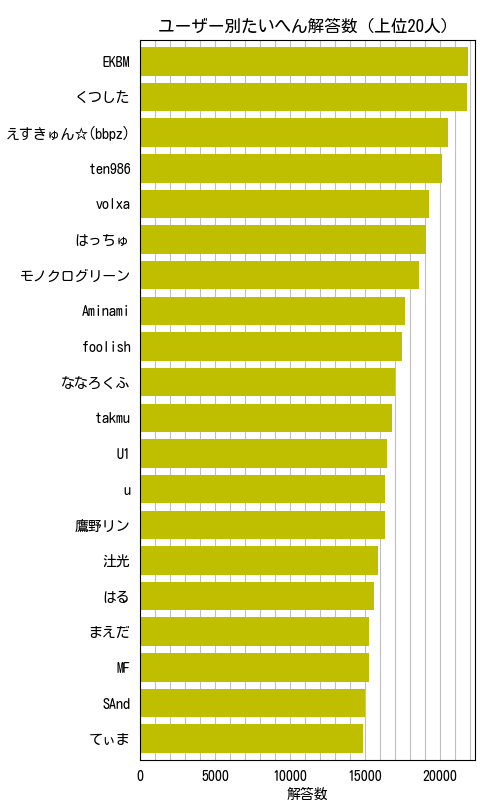 ユーザー別たいへん解答数（上位20人）
EKBM
くつした
えすきゅん☆(bbpz)
ten986
volxa
はっちゅ
モノクログリーン
Aminami
foolish
ななろくふ
takmu
U1
u
鷹野リン
辻光
はる
まえだ
MF
SAnd
てぃま
0 5000 10000 15000 20000
解答数